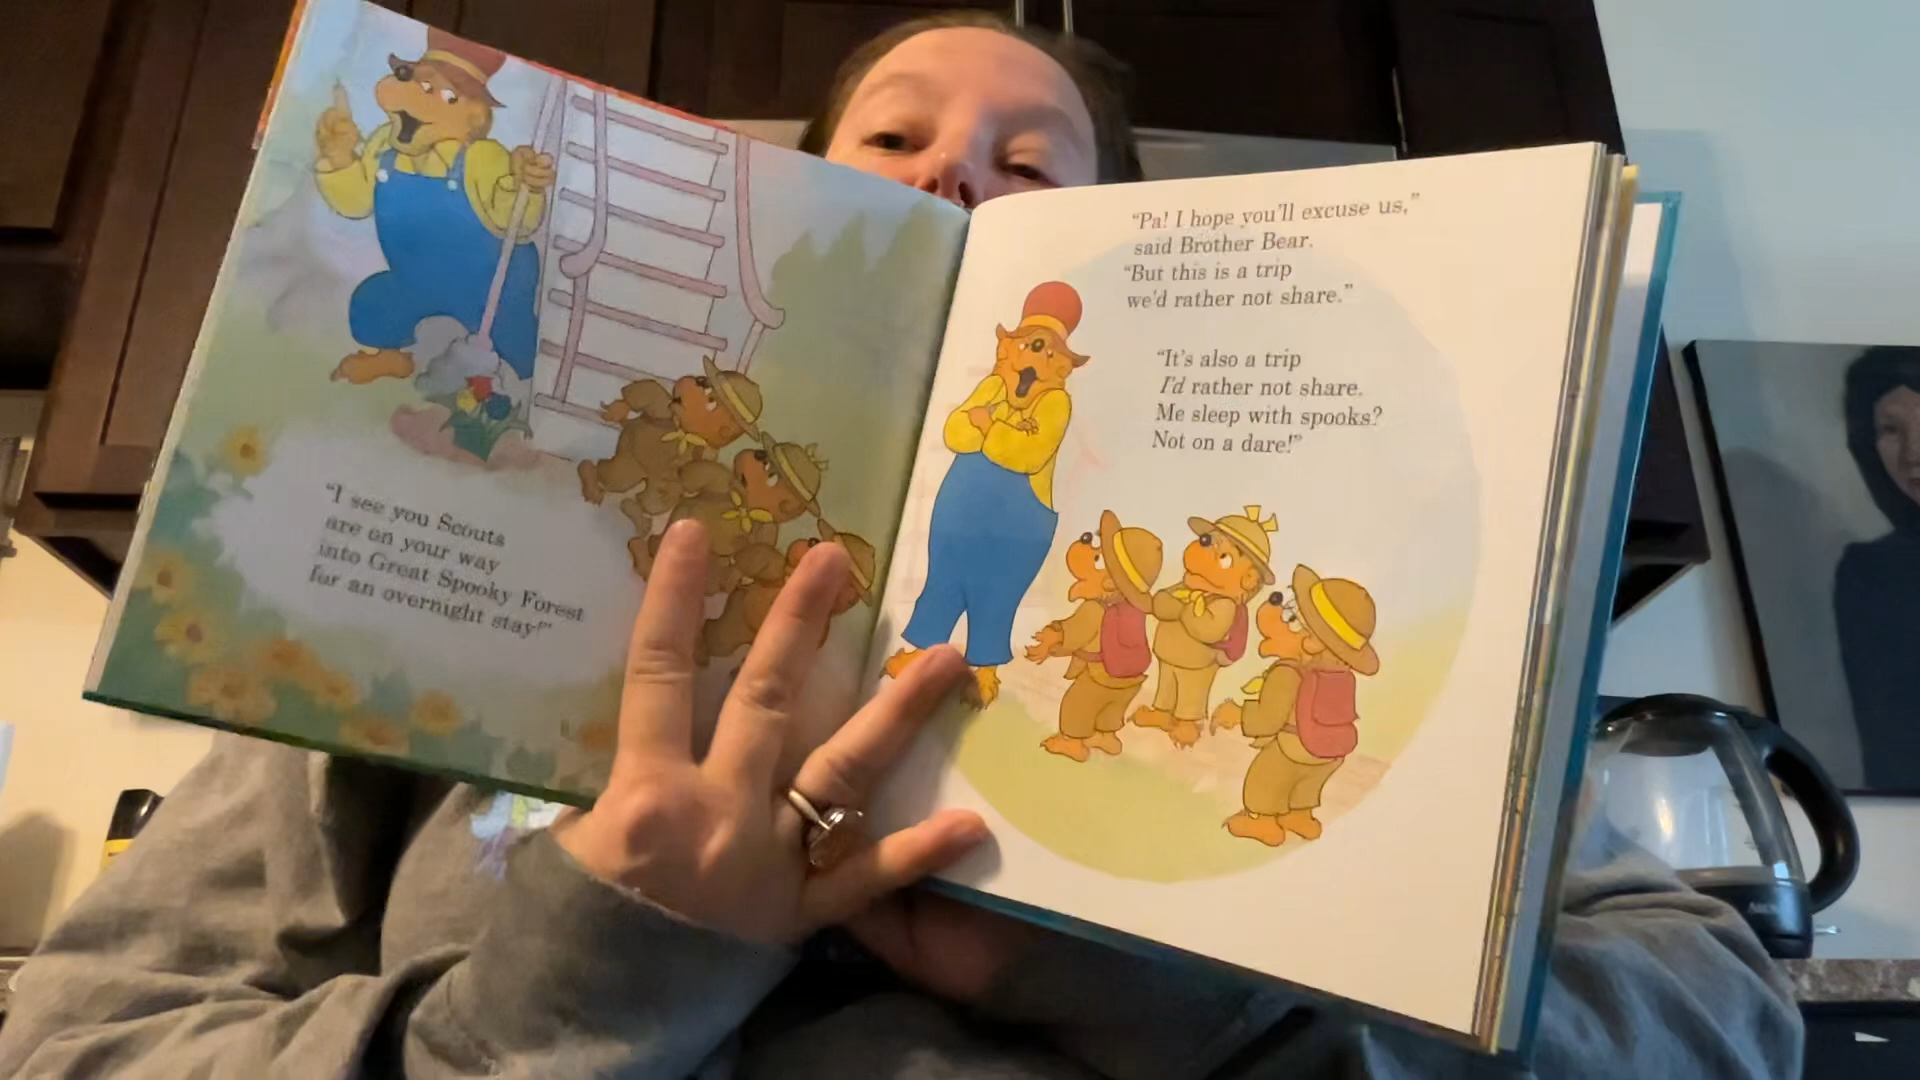 “I see you Scouts
are on your way
into Great Spooky Forest
for an overnight stay!”
“Pa! I hope you’ll excuse us,”
said Brother Bear.
“But this is a trip
we’d rather not share.”
“It’s also a trip
I’d rather not share.
Me sleep with spooks?
Not on a dare!”